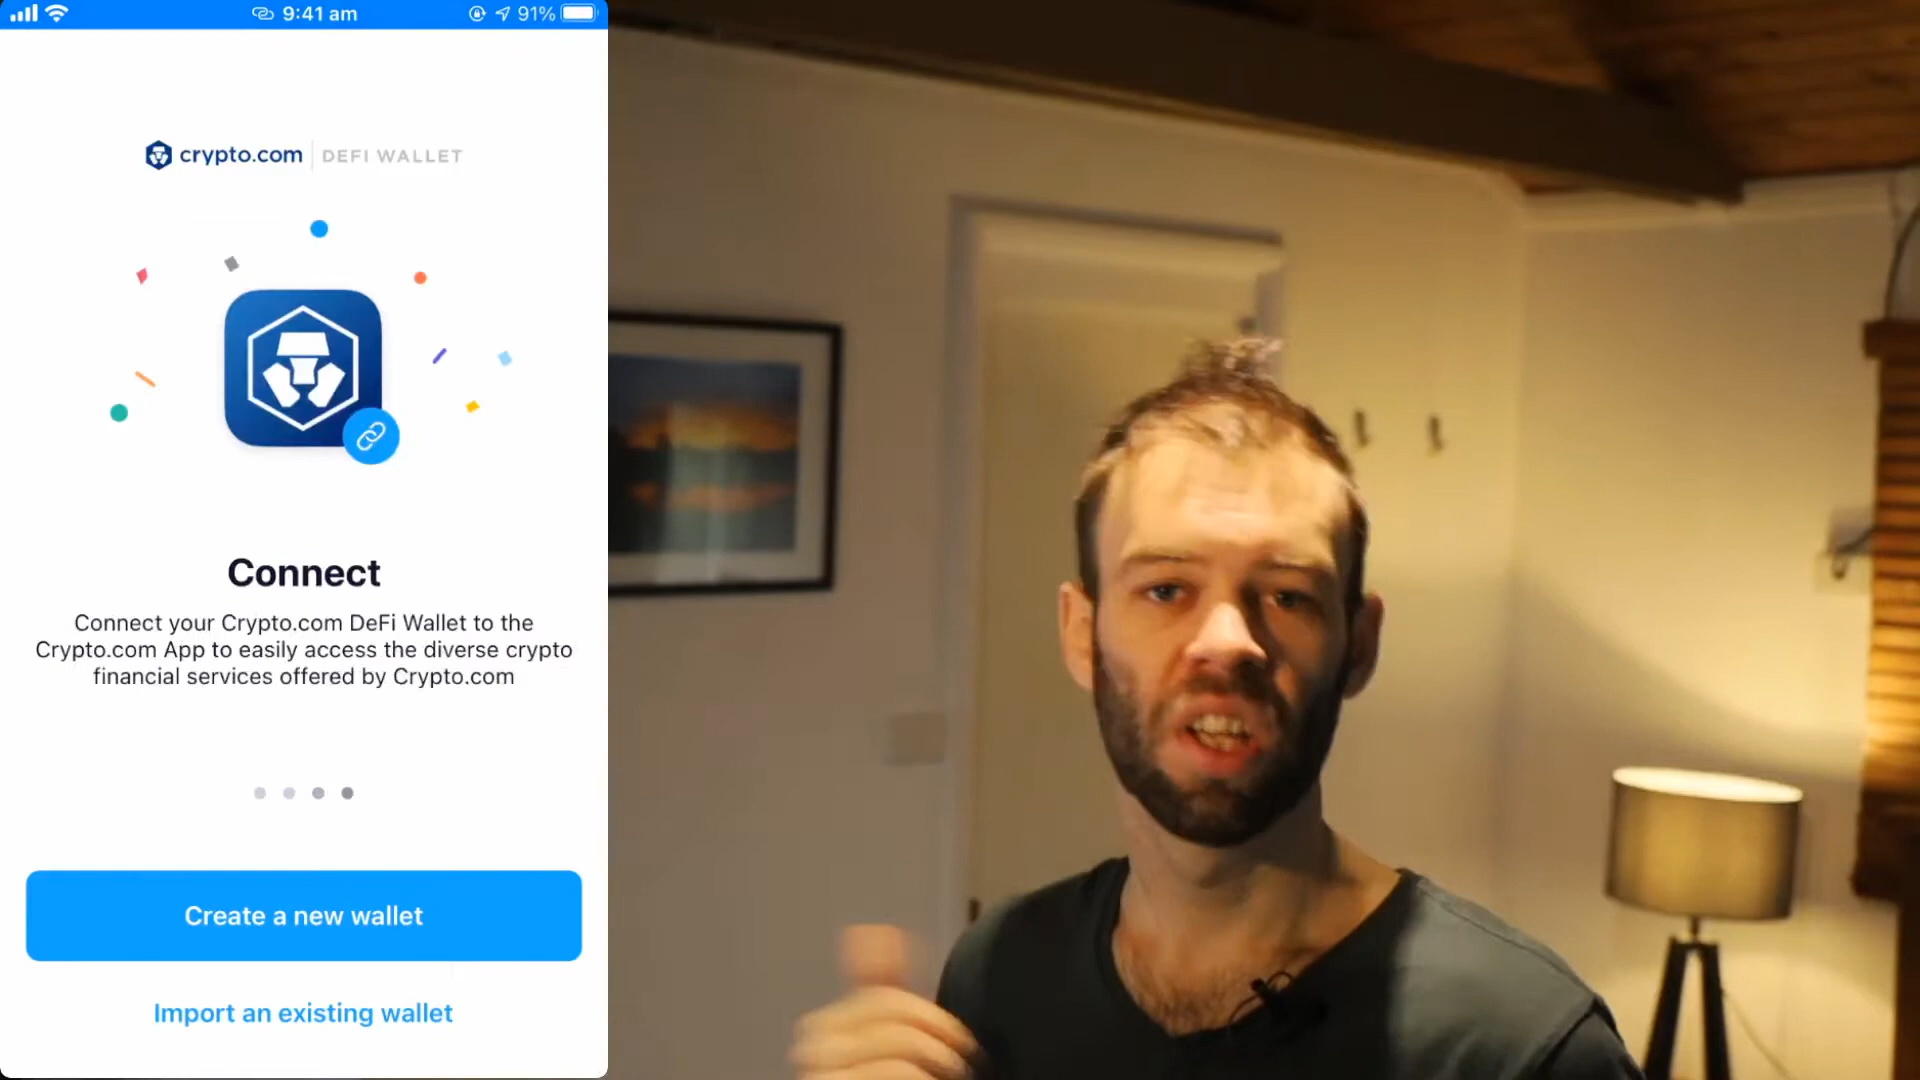 9:41 am 91%
crypto.com | DEFI WALLET
Connect
Connect your Crypto.com DeFi Wallet to the
Crypto.com App to easily access the diverse crypto
financial services offered by Crypto.com
Create a new wallet
Import an existing wallet